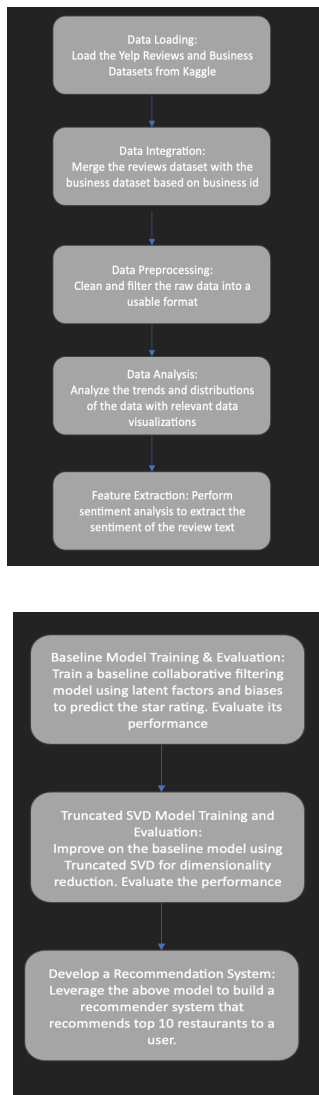 Data Loading:
Load the Yelp Reviews and Business
Datasets from Kaggle
Data Integration:
Merge the reviews dataset with the
business dataset based on business id
Data Preprocessing:
Clean and filter the raw data into a
usable format
Data Analysis:
Analyze the trends and distributions
of the data with relevant data
visualizations
Feature Extraction: Perform
sentiment analysis to extract the
sentiment of the review text
Baseline Model Training & Evaluation:
Train a baseline collaborative filtering
model using latent factors and biases
to predict the star rating. Evaluate its
performance
Truncated SVD Model Training and
Evaluation:
Improve on the baseline model using
Truncated SVD for dimensionality
reduction. Evaluate the performance
Develop a Recommendation System:
Leverage the above model to build a
recommender system that
recommends top 10 restaurants to a
user.